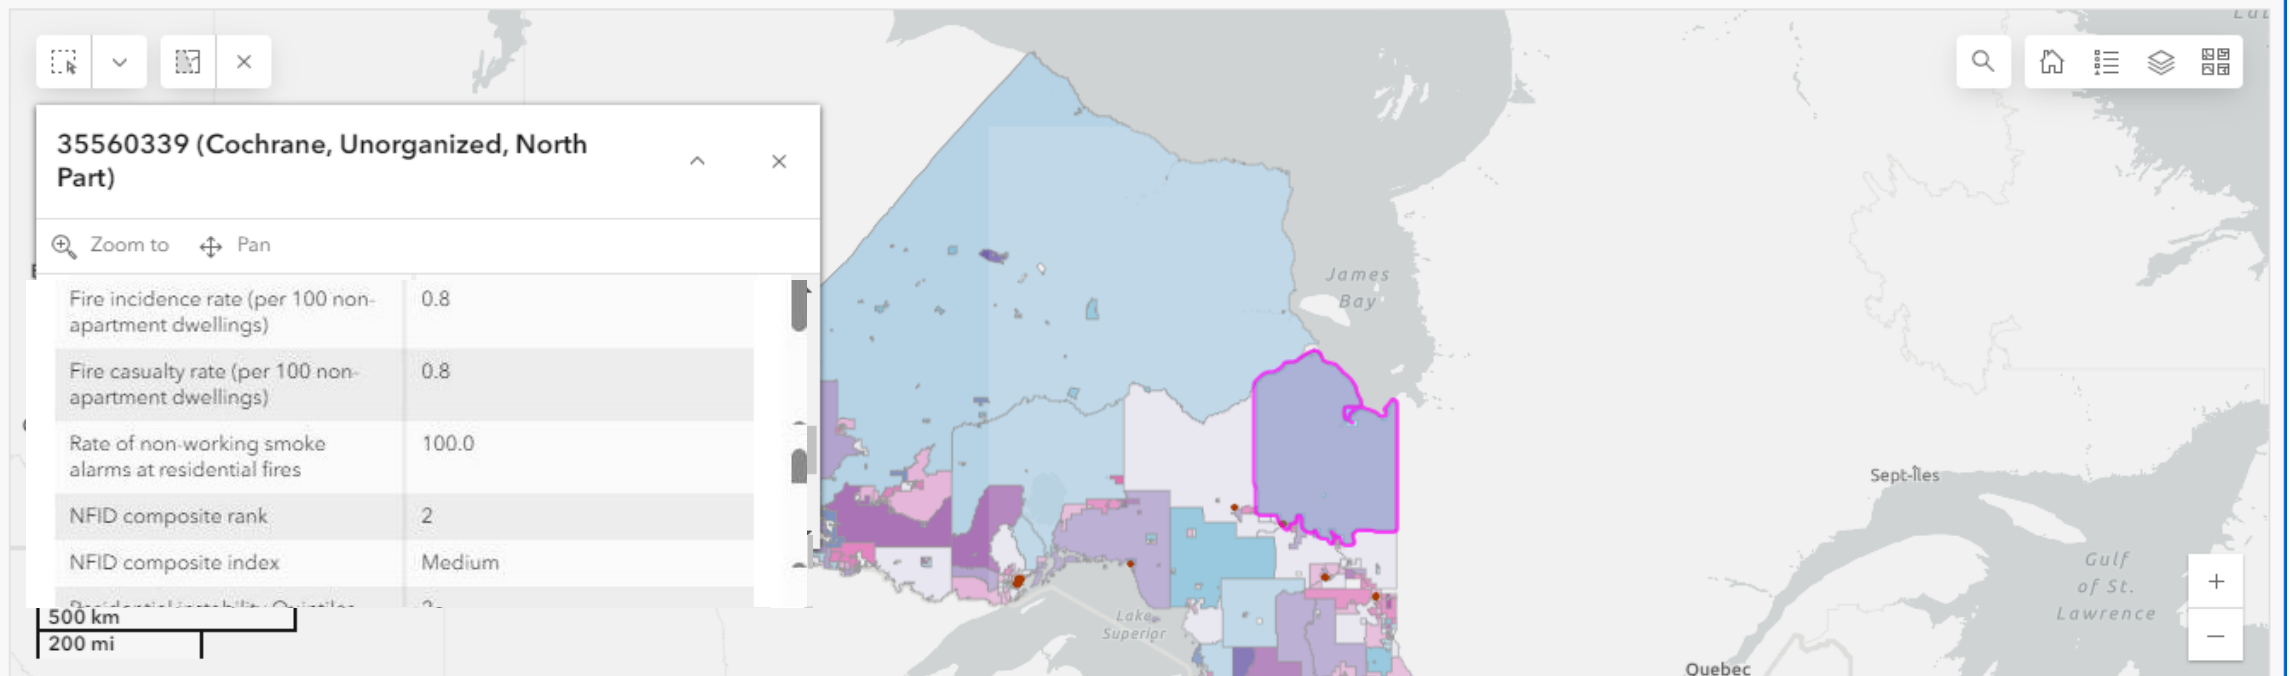 35560339 (Cochrane, Unorganized, North
Part)
Zoom to
Pan
Fire incidence rate (per 100 non-
apartment dwellings)
0.8
Fire casualty rate (per 100 non-
apartment dwellings)
0.8
Rate of non-working smoke
alarms at residential fires
100.0
NFID composite rank
2
NFID composite index
Medium
Residential instability Quintiles
500 km
200 mi
James
Bay
Lake
Superior
Sept-Îles
Gulf
of St.
Lawrence
Quebec